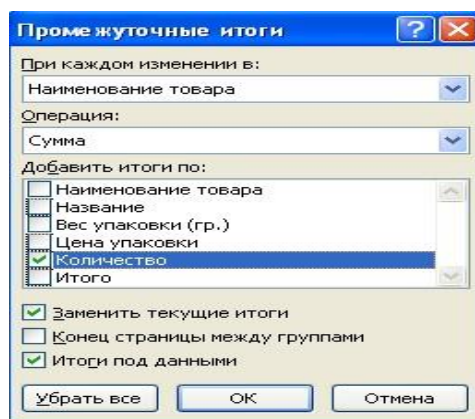 Промежуточные итоги
При каждом изменении в:
Наименование товара
Операция:
Сумма
Добавить итоги по:
Наименование товара
Название
Вес упаковки (гр.)
Цена упаковки
Количество
Итого
Заменить текущие итоги
Конец страницы между группами
Итоги под данными
Убрать все ОК Отмена